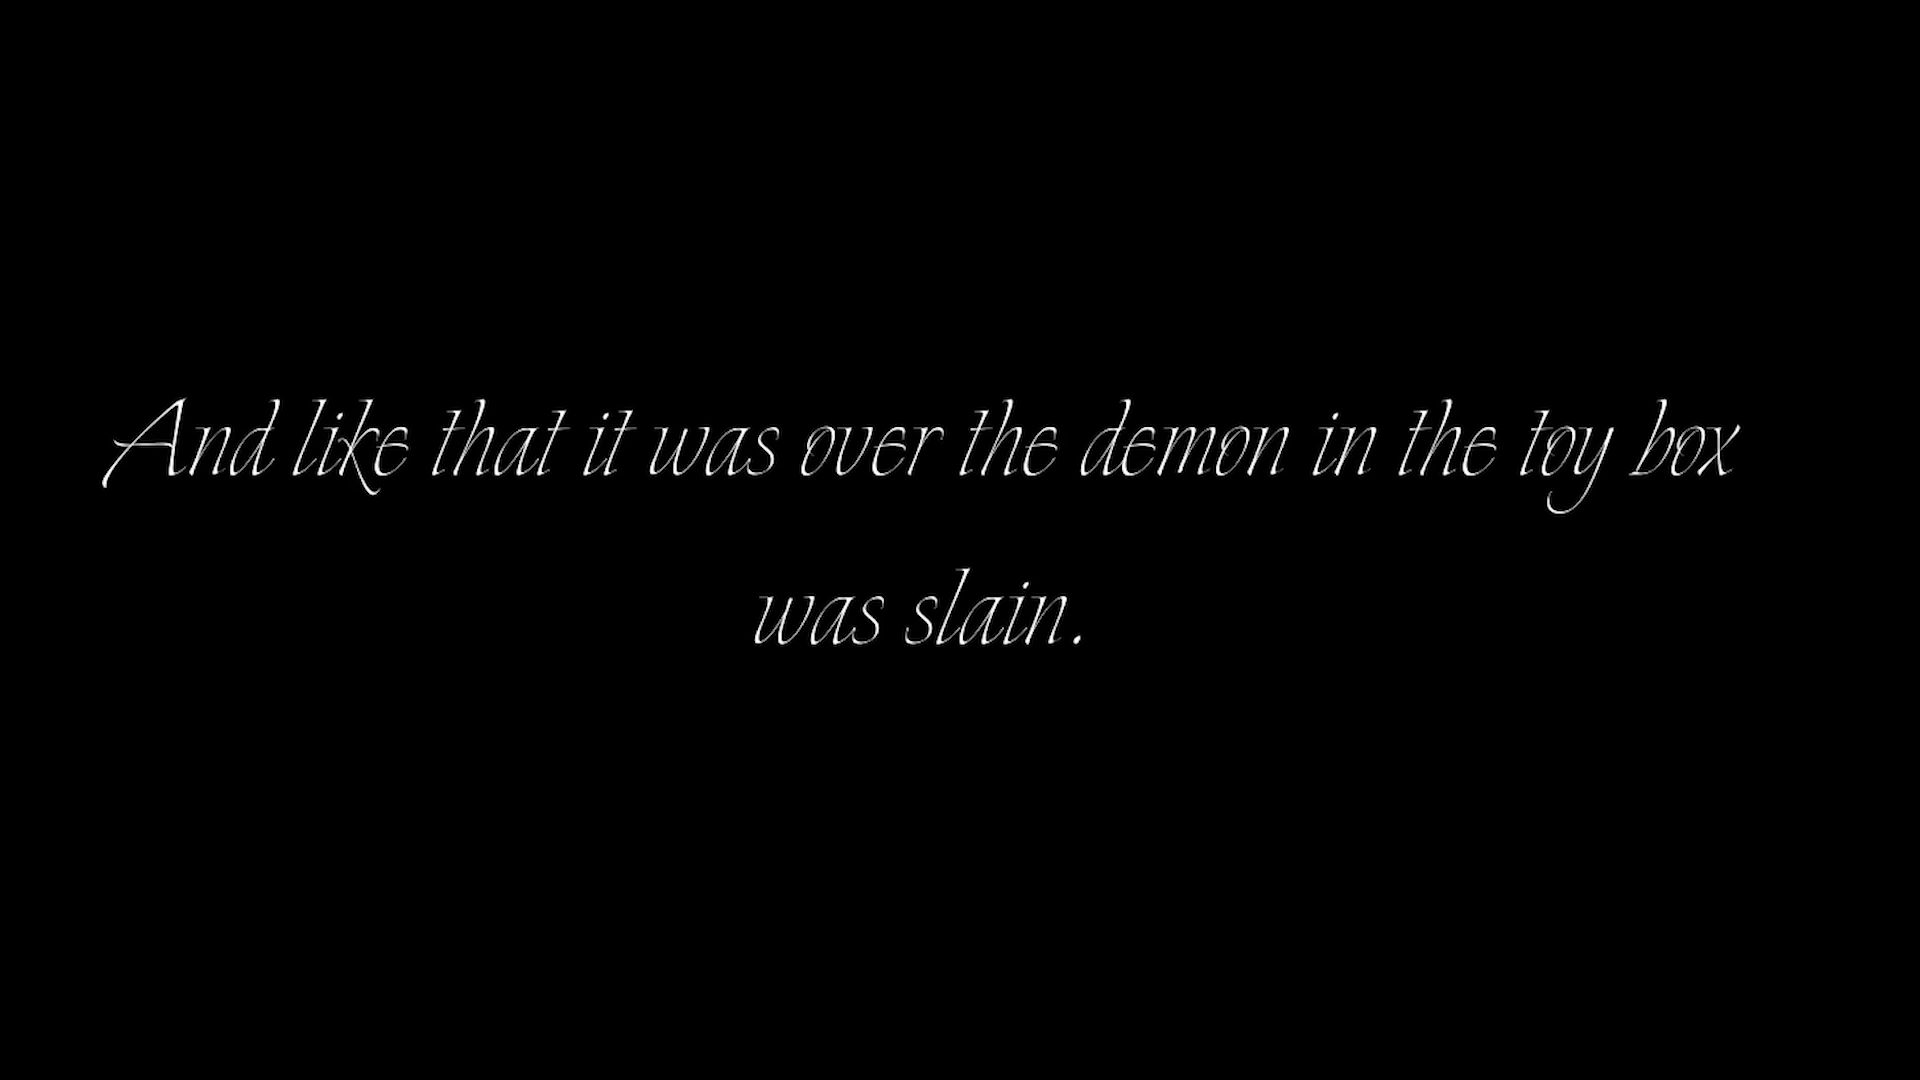 And like that it was over the demon in the toy box
was slain.